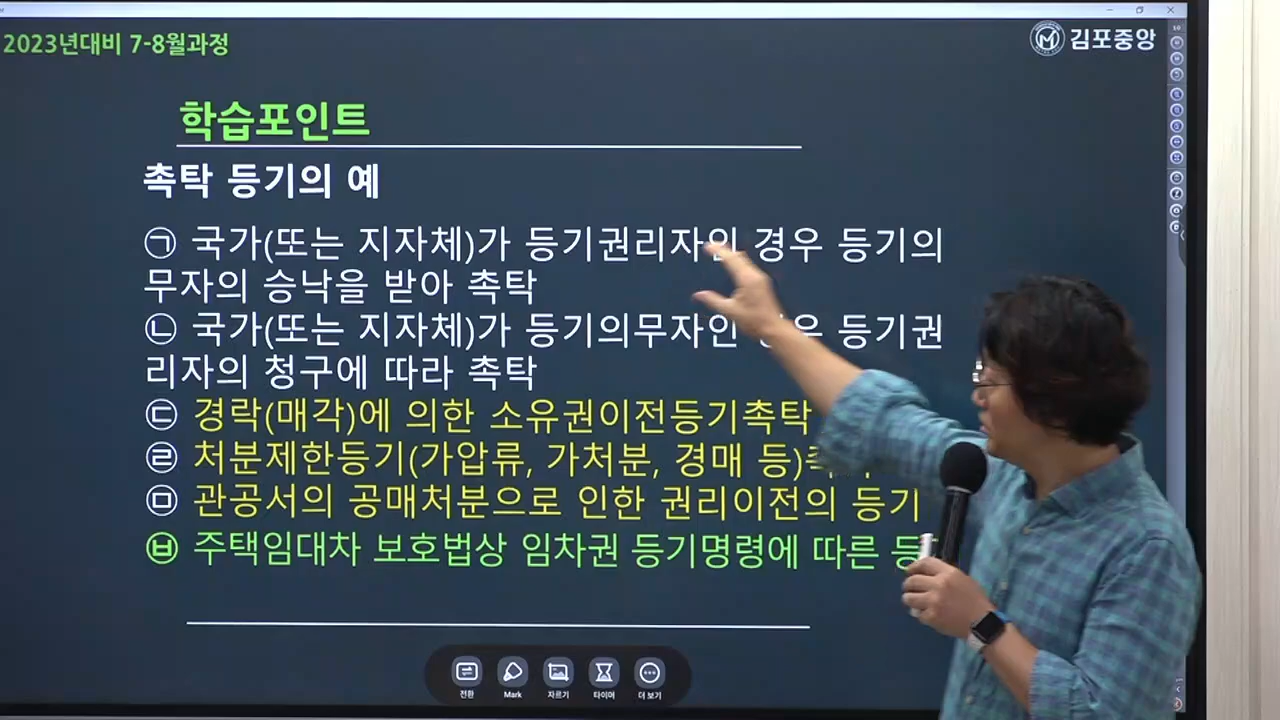 2023년대비 7-8월과정
김포중앙
학습포인트
촉탁 등기의 예
㉠ 국가(또는 지자체)가 등기권리자인 경우 등기의
무자의 승낙을 받아 촉탁
㉡ 국가(또는 지자체)가 등기의무자인 경우 등기권
리자의 청구에 따라 촉탁
㉢ 경락(매각)에 의한 소유권이전등기촉탁
㉣ 처분제한등기(가압류, 가처분, 경매 등)
㉤ 관공서의 공매처분으로 인한 권리이전의 등기
㉥ 주택임대차 보호법상 임차권 등기명령에 따른
전환 Mark 자르기 타이머 더 보기